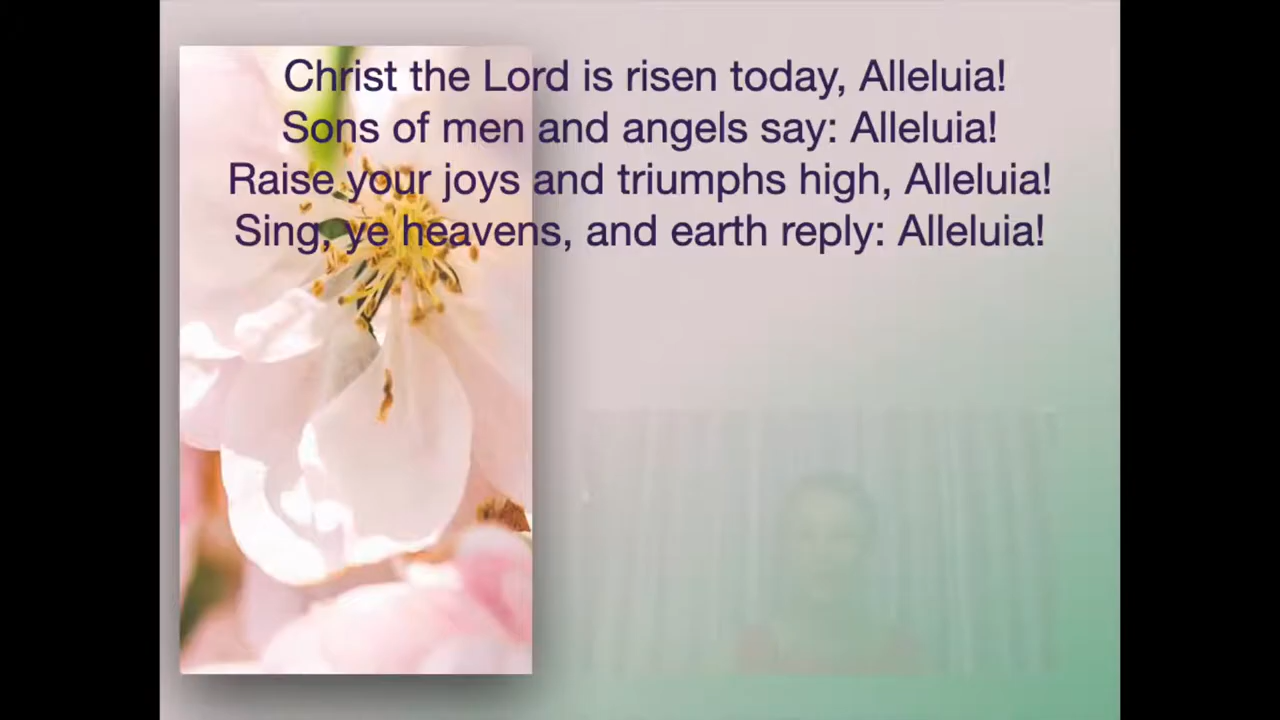 Christ the Lord is risen today, Alleluia!
Sons of men and angels say: Alleluia!
Raise your joys and triumphs high, Alleluia!
Sing, ye heavens, and earth reply: Alleluia!